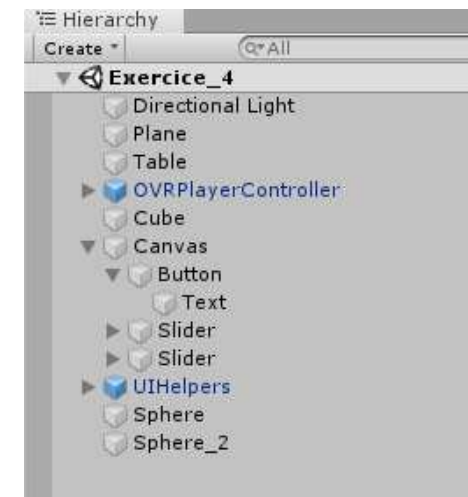 Hierarchy
Create All
Exercice_4
Directional Light
Plane
Table
OVRPlayerController
Cube
Canvas
Button
Text
Slider
Slider
UIHelpers
Sphere
Sphere_2